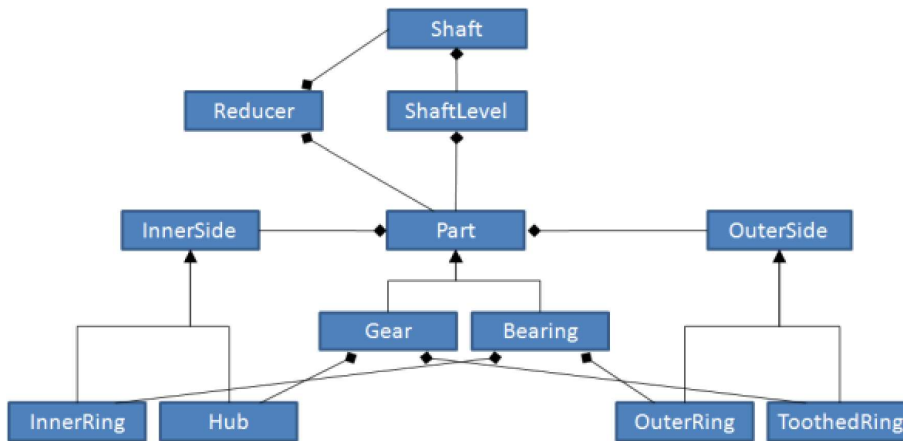 Shaft
Reducer
ShaftLevel
InnerSide
Part
OuterSide
Gear
Bearing
InnerRing
Hub
OuterRing
ToothedRing